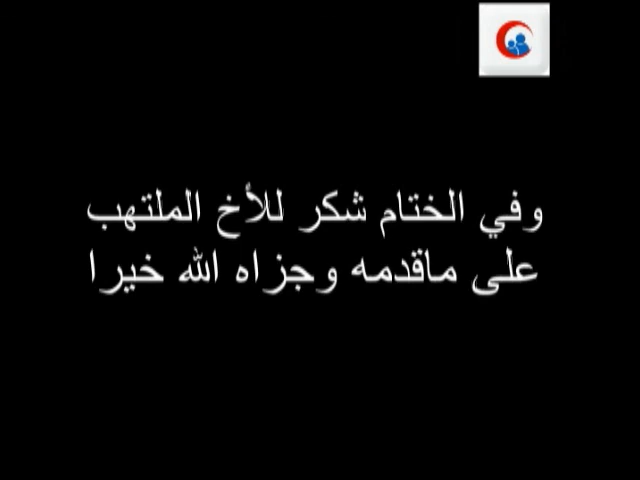 وفي الختام شكر للأخ الملتهب
على ماقدمه وجزاه الله خيرا